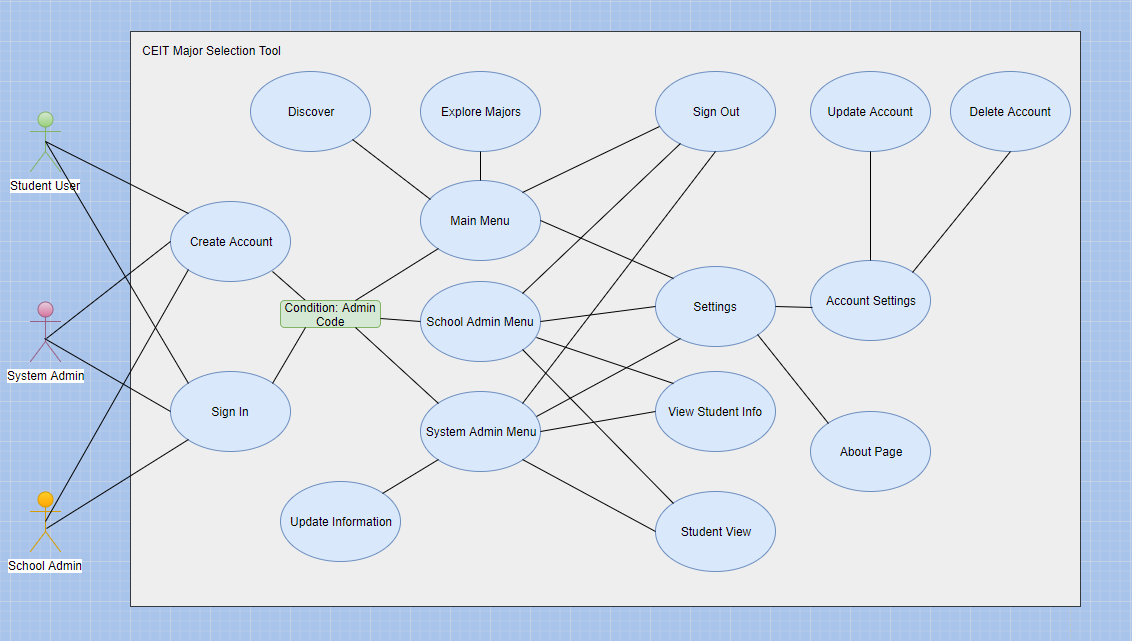 CEIT Major Selection Tool
Discover
Explore Majors
Sign Out
Update Account
Delete Account
Student User
Main Menu
Create Account
Condition: Admin
Code
School Admin Menu
Settings
Account Settings
System Admin
Sign In
System Admin Menu
View Student Info
About Page
Update Information
Student View
School Admin